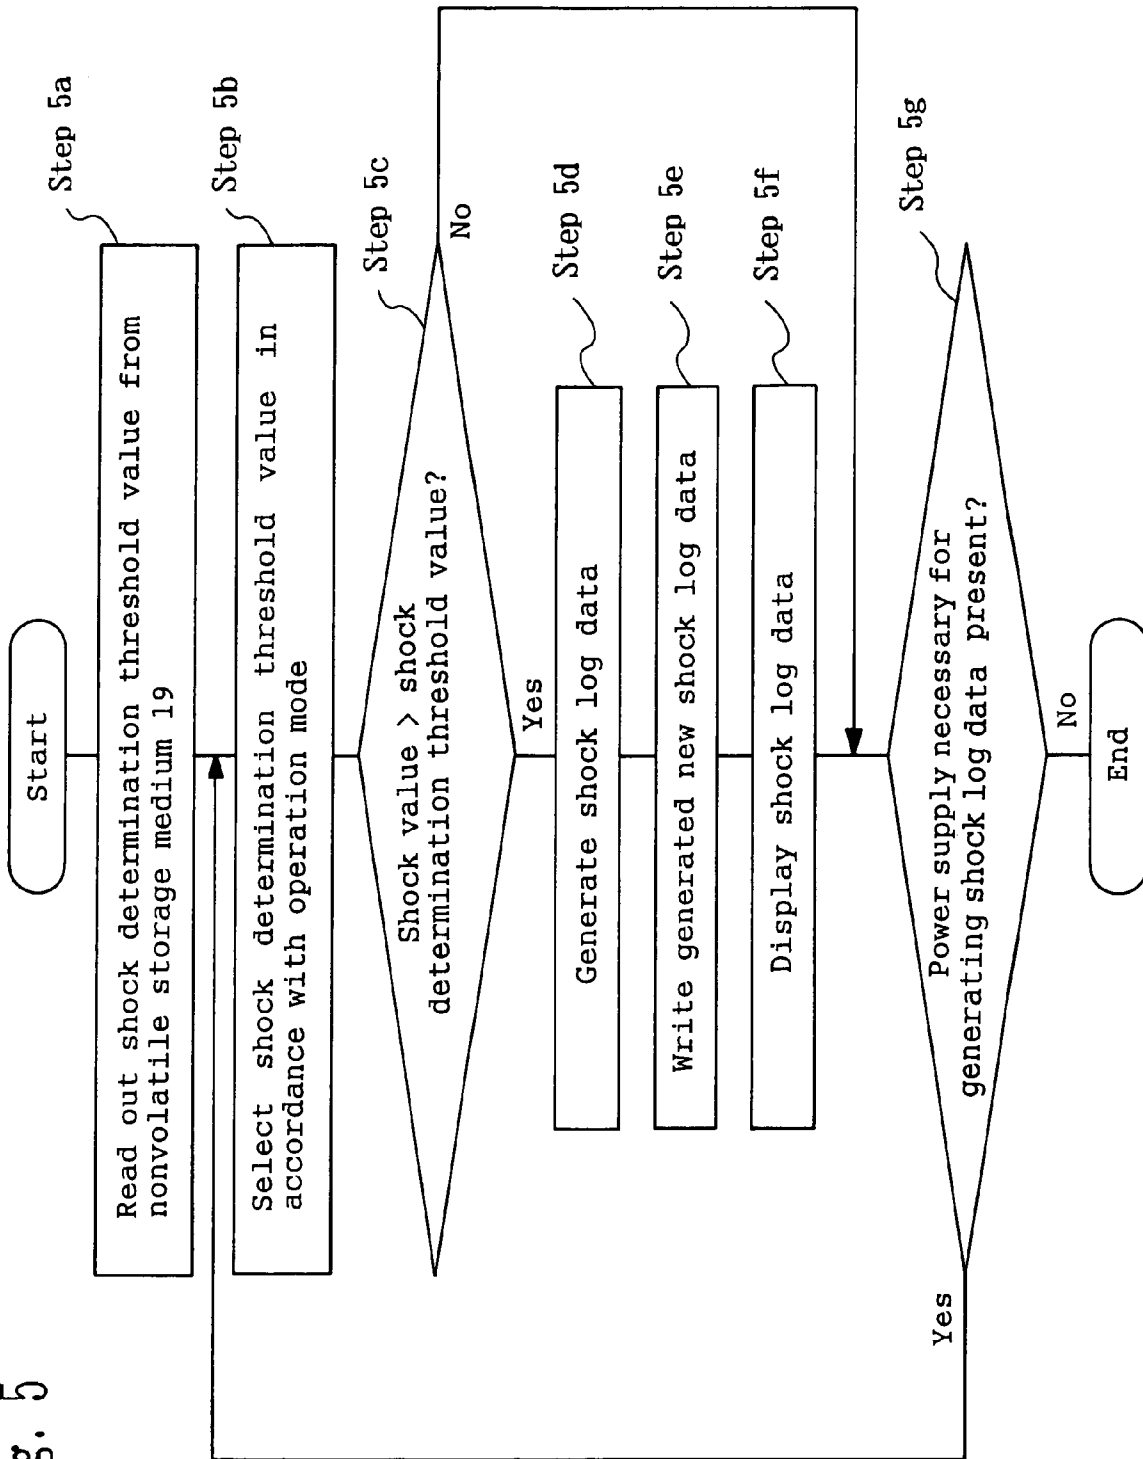 g. 5
Start
Step 5a
Read out shock determination threshold value from
nonvolatile storage medium 19
Step 5b
Select shock determination threshold value in
accordance with operation mode
Step 5c
Shock value > shock
determination threshold value?
No
Yes
Step 5d
Generate shock log data
Step 5e
Write generated new shock log data
Step 5f
Display shock log data
Step 5g
Power supply necessary for
generating shock log data present?
Yes
No
End